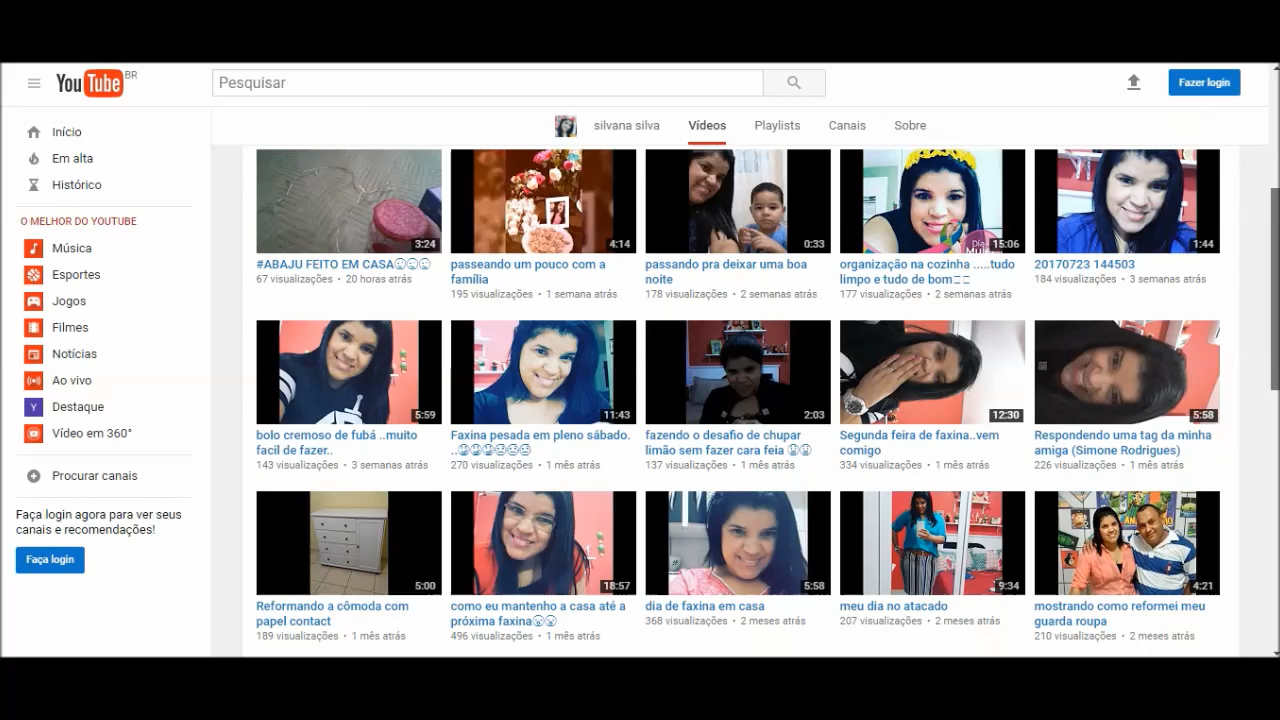 YouTube BR
Pesquisar
Fazer login
Início
Em alta
Histórico
O MELHOR DO YOUTUBE
Música
Esportes
Jogos
Filmes
Notícias
Ao vivo
Destaque
Vídeo em 360°
Procurar canais
Faça login agora para ver seus
canais e recomendações!
Faça login
silvana silva Vídeos Playlists Canais Sobre
3:24
#ABAJU FEITO EM CASA
67 visualizações • 20 horas atrás
4:14
passeando um pouco com a
família
195 visualizações • 1 semana atrás
0:33
passando pra deixar uma boa
noite
178 visualizações • 2 semanas atrás
Dia
15:06
organização na cozinha .....tudo
limpo e tudo de bom
177 visualizações • 2 semanas atrás
1:44
20170723 144503
184 visualizações • 3 semanas atrás
5:59
bolo cremoso de fubá ..muito
facil de fazer..
143 visualizações • 3 semanas atrás
11:43
Faxina pesada em pleno sábado.
..
270 visualizações • 1 mês atrás
2:03
fazendo o desafio de chupar
limão sem fazer cara feia
137 visualizações • 1 mês atrás
12:30
Segunda feira de faxina..vem
comigo
334 visualizações • 1 mês atrás
5:58
Respondendo uma tag da minha
amiga (Simone Rodrigues)
226 visualizações • 1 mês atrás
5:00
Reformando a cômoda com
papel contact
189 visualizações • 1 mês atrás
18:57
como eu mantenho a casa até a
próxima faxina
496 visualizações • 1 mês atrás
5:58
dia de faxina em casa
368 visualizações • 2 meses atrás
9:34
meu dia no atacado
207 visualizações • 2 meses atrás
4:21
mostrando como reformei meu
guarda roupa
210 visualizações • 2 meses atrás